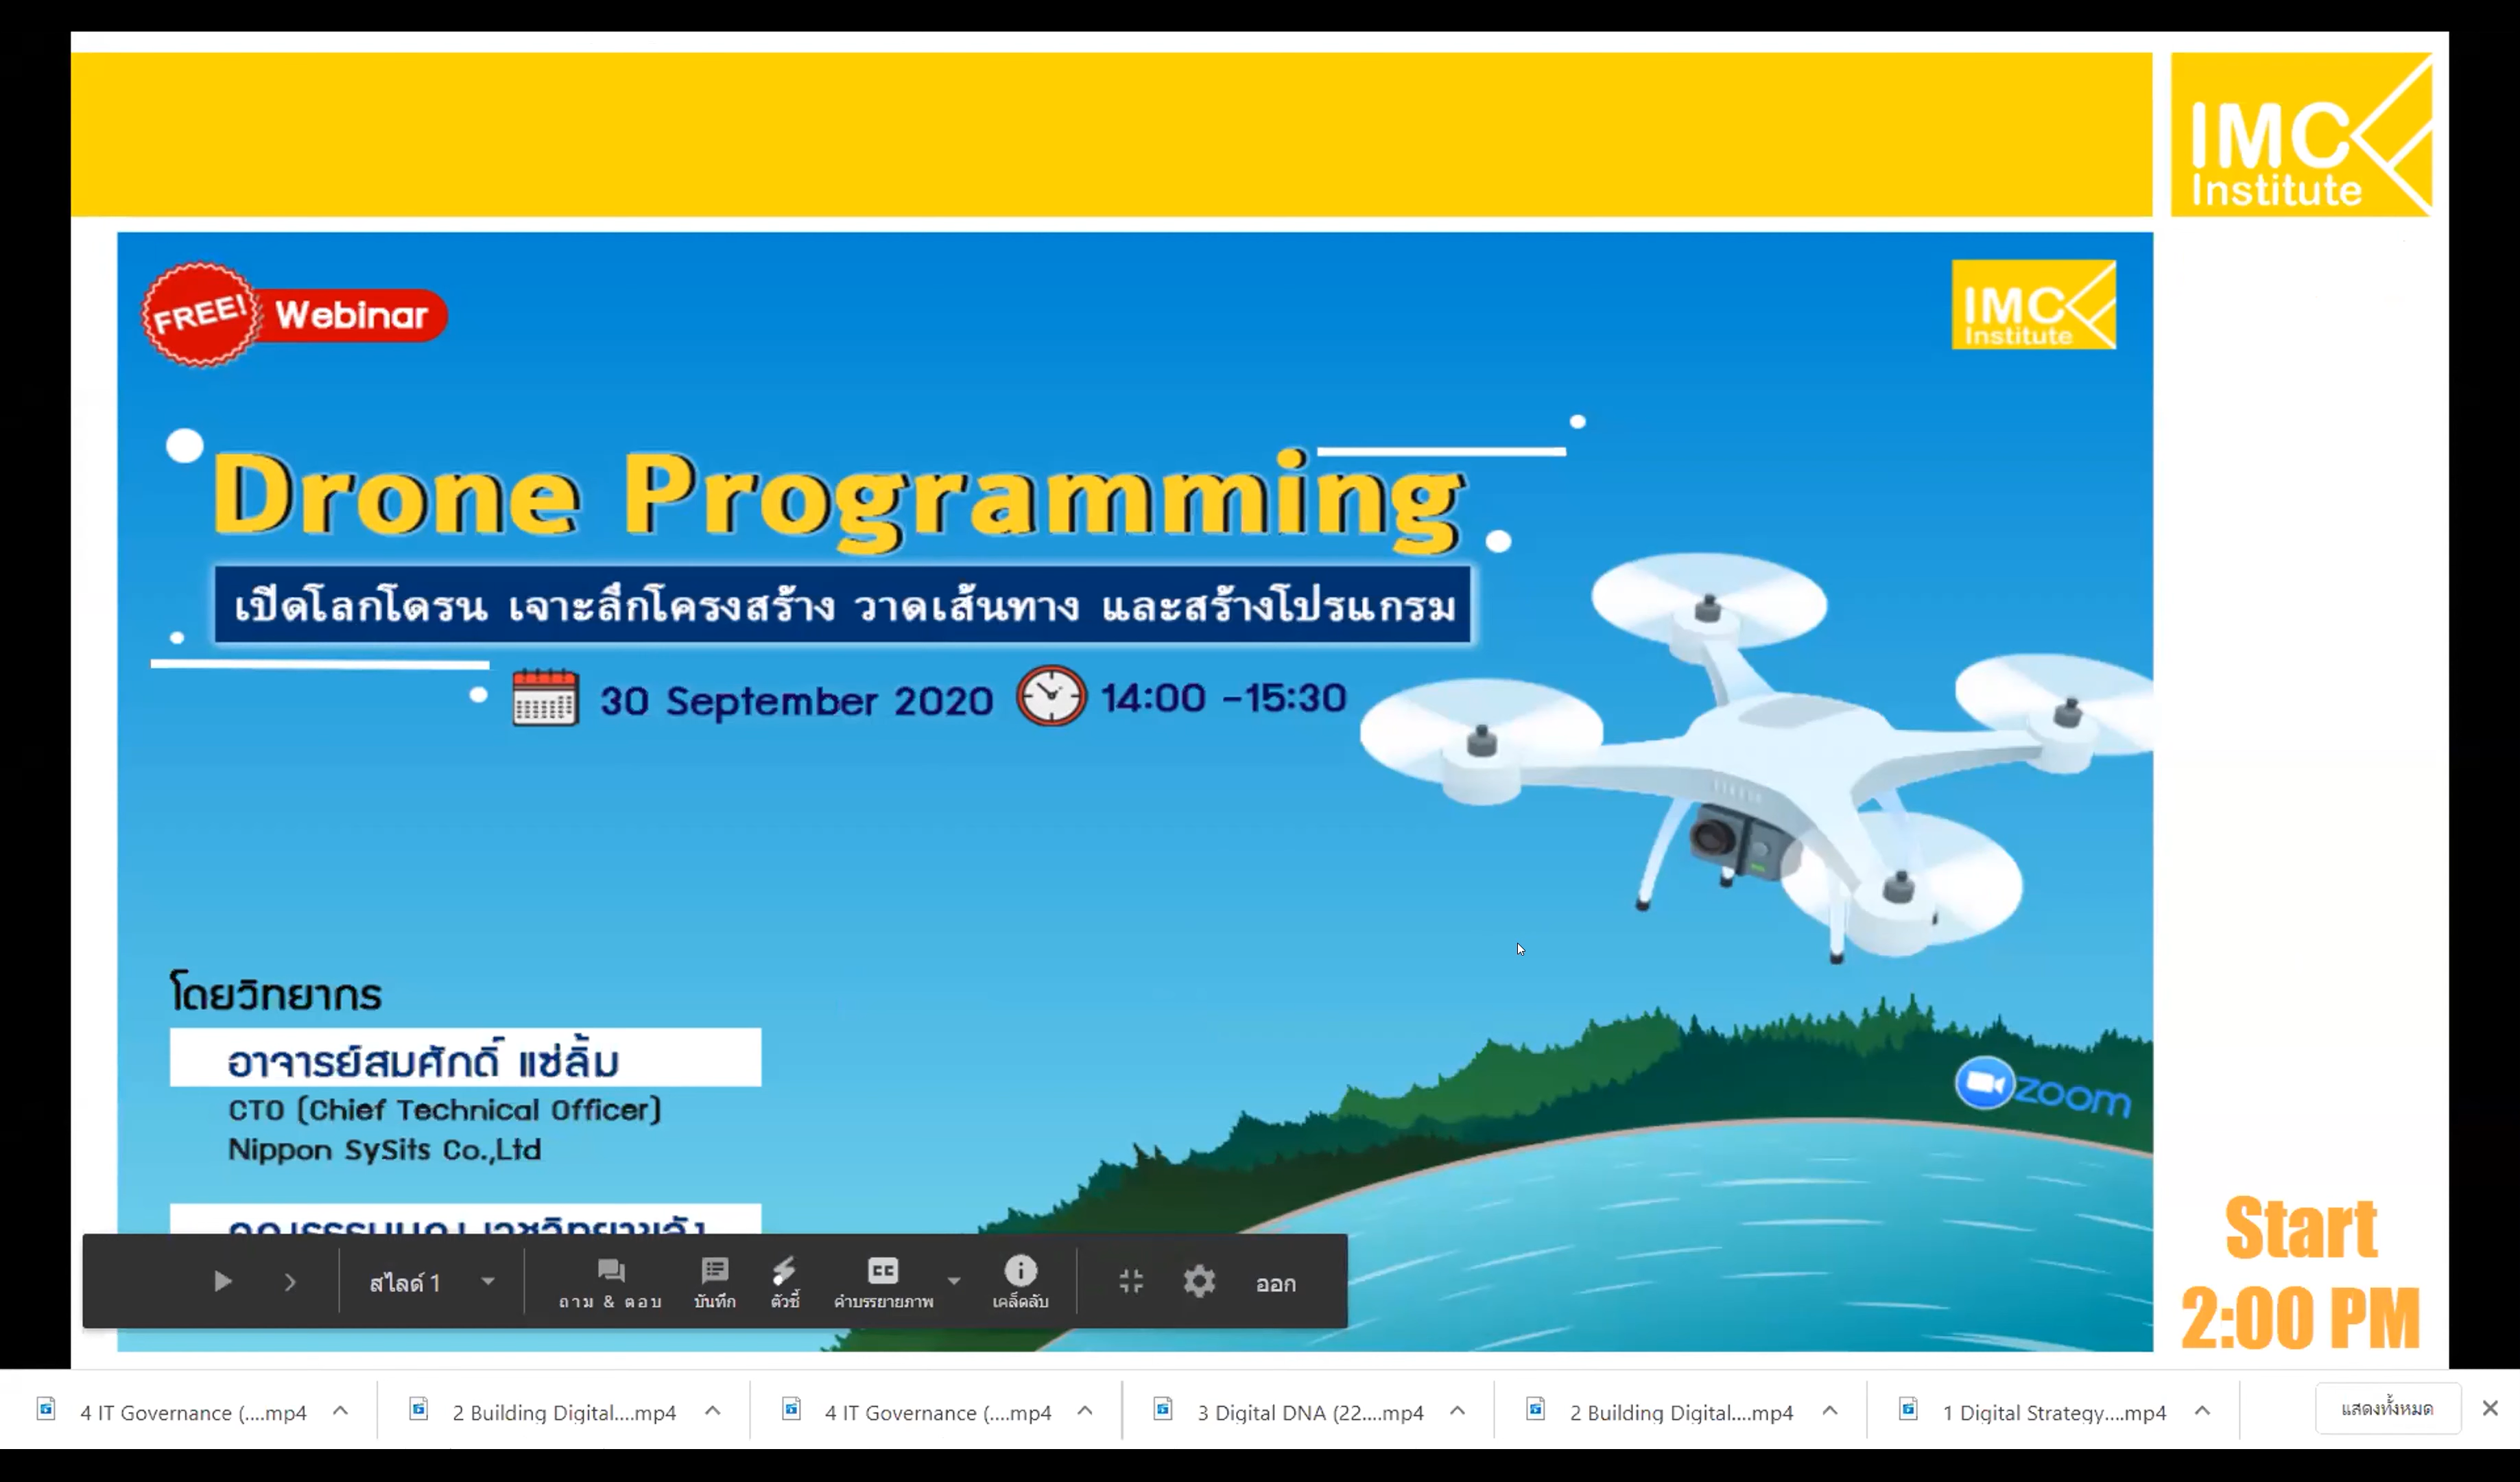 IMC
Institute
FREE! Webinar
IMC
Institute
Drone Programming
เปิดโลกโดรน เจาะลึกโครงสร้าง วาดเส้นทาง และสร้างโปรแกรม
30 September 2020 14:00 -15:30
โดยวิทยากร
อาจารย์สมศักดิ์ แซ่ลิ้ม
CTO (Chief Technical Officer)
Nippon SySits Co.,Ltd
zoom
Start
2:00 PM
สไลด์ 1
ถาม & ตอบ
บันทึก
ตัวชี้
คำบรรยายภาพ
เคล็ดลับ
ออก
4 IT Governance (....mp4
2 Building Digital....mp4
4 IT Governance (....mp4
3 Digital DNA (22....mp4
2 Building Digital....mp4
1 Digital Strategy....mp4
แสดงทั้งหมด